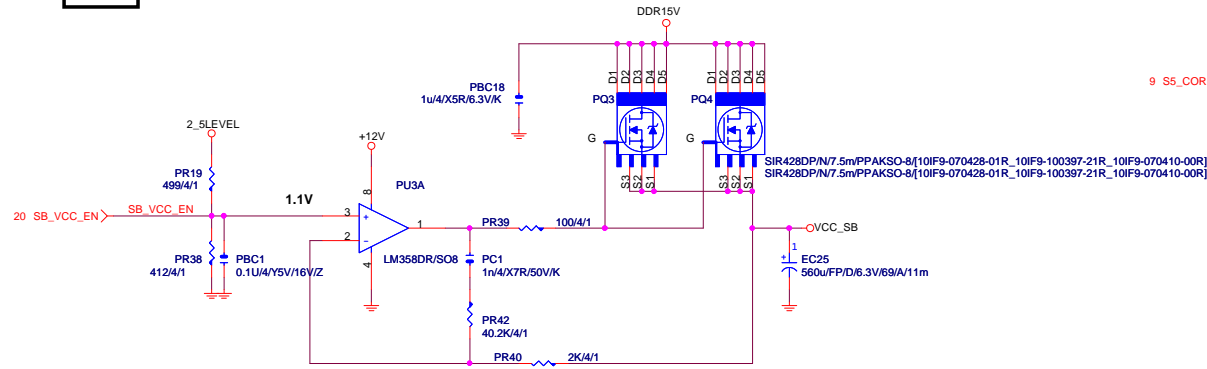 DDR15V
9 S5_COR
D1 D2 D3 D4 D5
D1 D2 D3 D4 D5
PBC18
1u/4/X5R/6.3V/K
PQ3
PQ4
G
G
2_5LEVEL
+12V
SIR428DP/N/7.5m/PPAKSO-8/[10IF9-070428-01R_10IF9-100397-21R_10IF9-070410-00R]
SIR428DP/N/7.5m/PPAKSO-8/[10IF9-070428-01R_10IF9-100397-21R_10IF9-070410-00R]
S3 S2 S1
S3 S2 S1
PR19
499/4/1
8
PU3A
1.1V
20 SB_VCC_EN
SB_VCC_EN
3
+
1
2
-
PR39
100/4/1
VCC_SB
4
LM358DR/SO8
PR38
412/4/1
PBC1
0.1U/4/Y5V/16V/Z
PC1
1n/4/X7R/50V/K
1
+
EC25
560u/FP/D/6.3V/69/A/11m
PR42
40.2K/4/1
PR40
2K/4/1